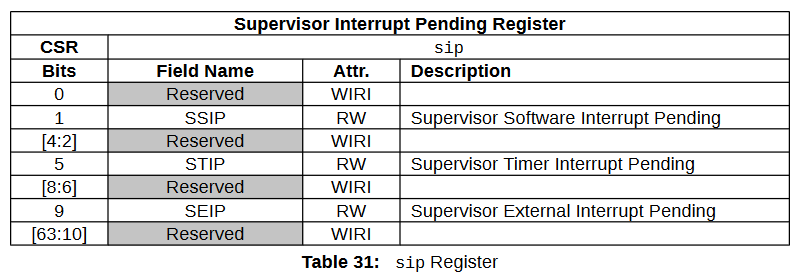 Supervisor Interrupt Pending Register
CSR sip
Bits Field Name Attr. Description
0 Reserved WIRI
1 SSIP RW Supervisor Software Interrupt Pending
[4:2] Reserved WIRI
5 STIP RW Supervisor Timer Interrupt Pending
[8:6] Reserved WIRI
9 SEIP RW Supervisor External Interrupt Pending
[63:10] Reserved WIRI
Table 31: sip Register